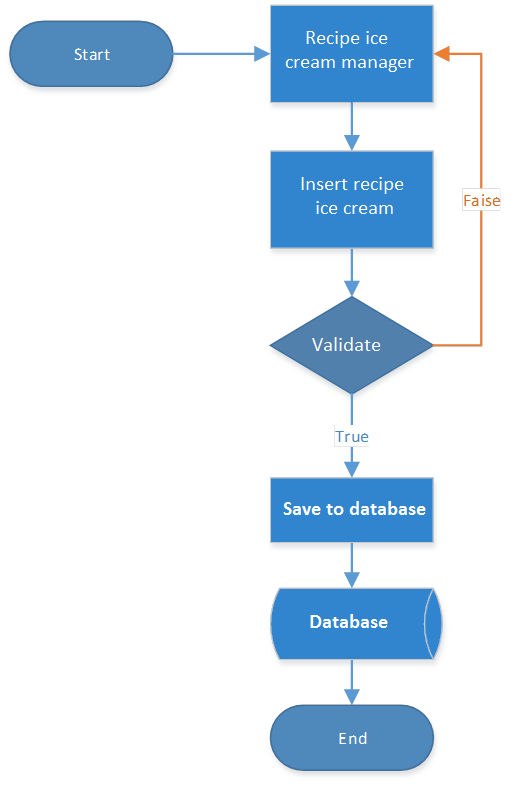 Start
Recipe ice
cream manager
Insert recipe
ice cream
Faise
Validate
True
Save to database
Database
End